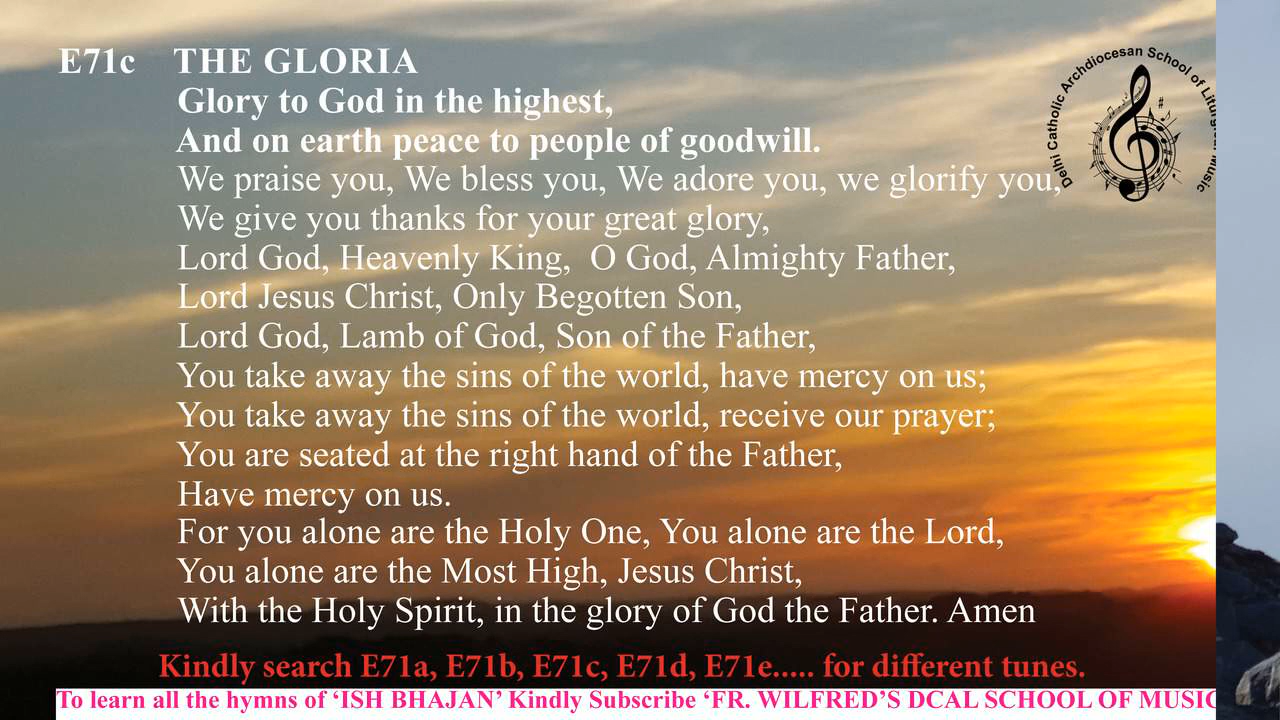 E71c THE GLORIA
Glory to God in the highest,
And on earth peace to people of goodwill.
We praise you, We bless you, We adore you, we glorify you,
We give you thanks for your great glory,
Lord God, Heavenly King, O God, Almighty Father,
Lord Jesus Christ, Only Begotten Son,
Lord God, Lamb of God, Son of the Father,
You take away the sins of the world, have mercy on us;
You take away the sins of the world, receive our prayer;
You are seated at the right hand of the Father,
Have mercy on us.
For you alone are the Holy One, You alone are the Lord,
You alone are the Most High, Jesus Christ,
With the Holy Spirit, in the glory of God the Father. Amen
Delhi Catholic Archdiocesan School of Music
Kindly search E71a, E71b, E71c, E71d, E71e..... for different tunes.
To learn all the hymns of ‘ISH BHAJAN’ Kindly Subscribe ‘FR. WILFRED’S DCAL SCHOOL OF MUSIC